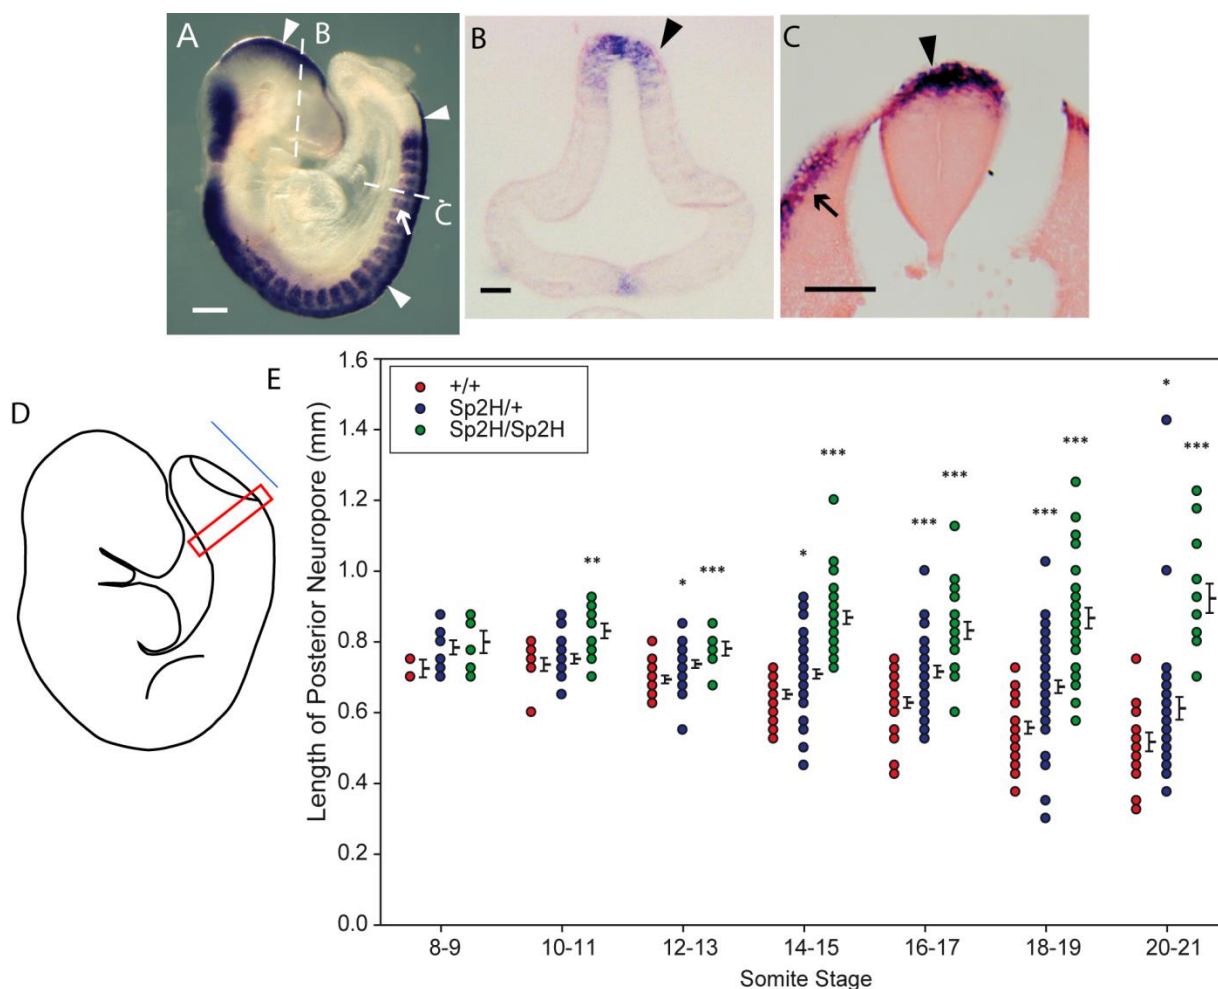 A
B
C
B
C
D
E
+/+
Sp2H/+
Sp2H/Sp2H
Length of Posterior Neuropore (mm)
1.6
1.4
1.2
1.0
0.8
0.6
0.4
0.2
0.0
**
* ***
* ***
*** ***
*** ***
* ***
8-9 10-11 12-13 14-15 16-17 18-19 20-21
Somite Stage